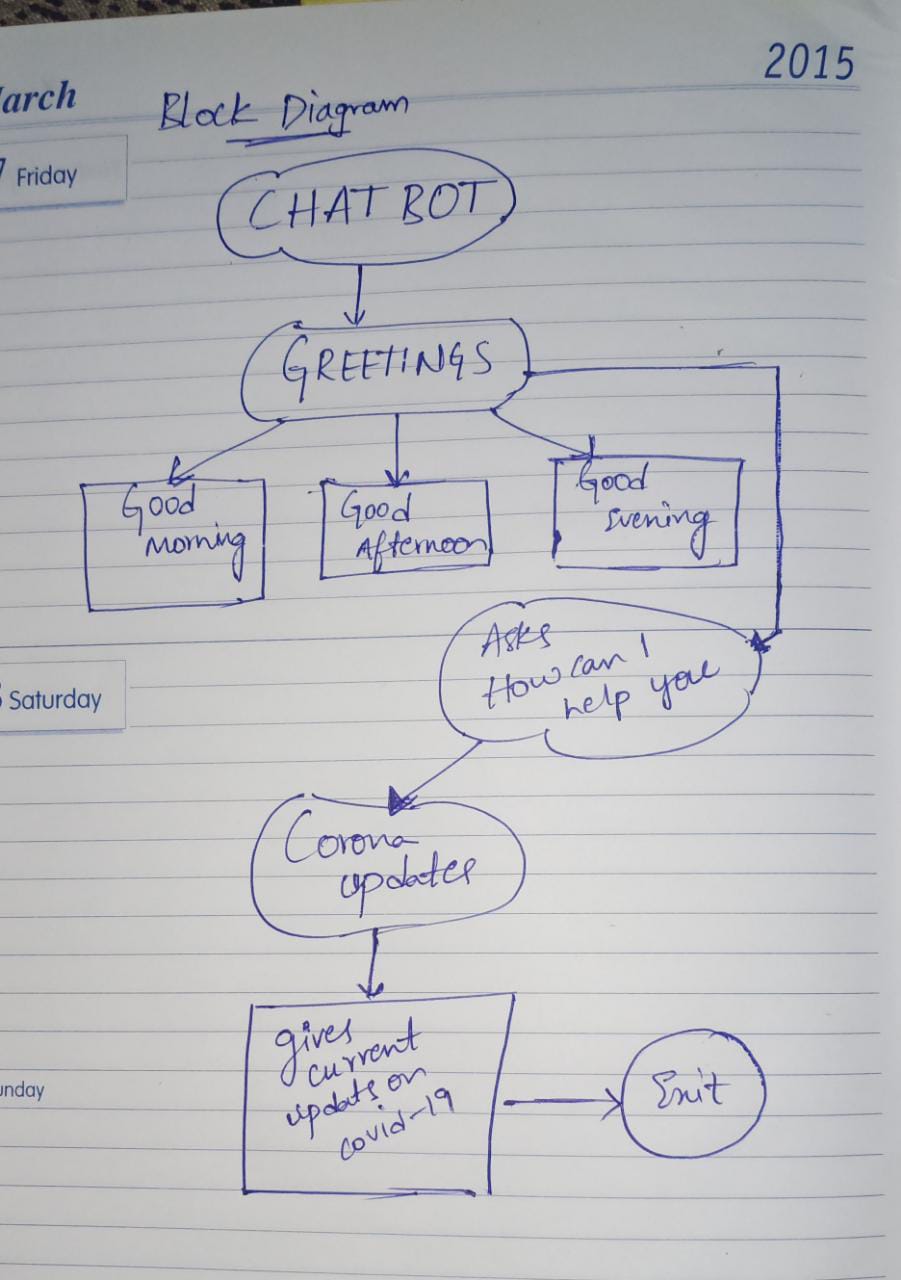 2015
arch
Block Diagram
Friday
CHAT BOT
GREETINGS
Good
Morning
Good
Afternoon
Good
Evening
Asks
How can I
help you
Saturday
Corona
updates
gives
current
updats on
covid-19
Exit
unday